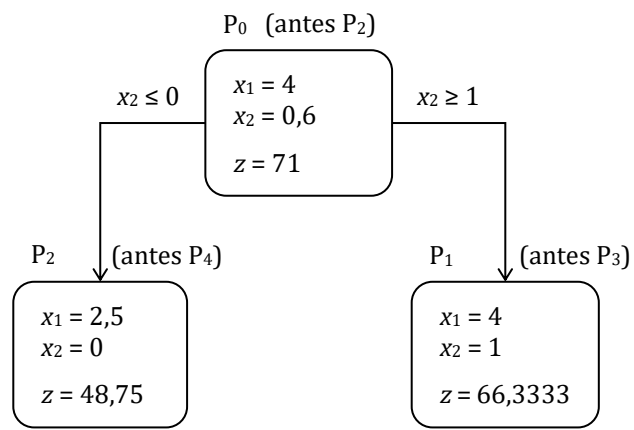 P₀ (antes P₂)
x₂ ≤ 0
x₁ = 4
x₂ = 0,6
z = 71
x₂ ≥ 1
P₂ (antes P₄)
x₁ = 2,5
x₂ = 0
z = 48,75
P₁ (antes P₃)
x₁ = 4
x₂ = 1
z = 66,3333